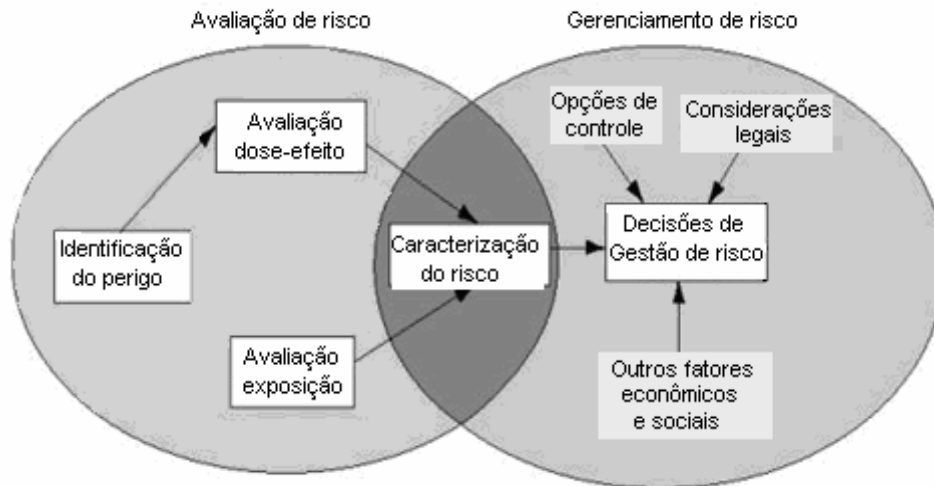 Avaliação de risco
Gerenciamento de risco
Avaliação
dose-efeito
Identificação
do perigo
Avaliação
exposição
Caracterização
do risco
Opções de
controle
Considerações
legais
Decisões de
Gestão de risco
Outros fatores
econômicos
e sociais